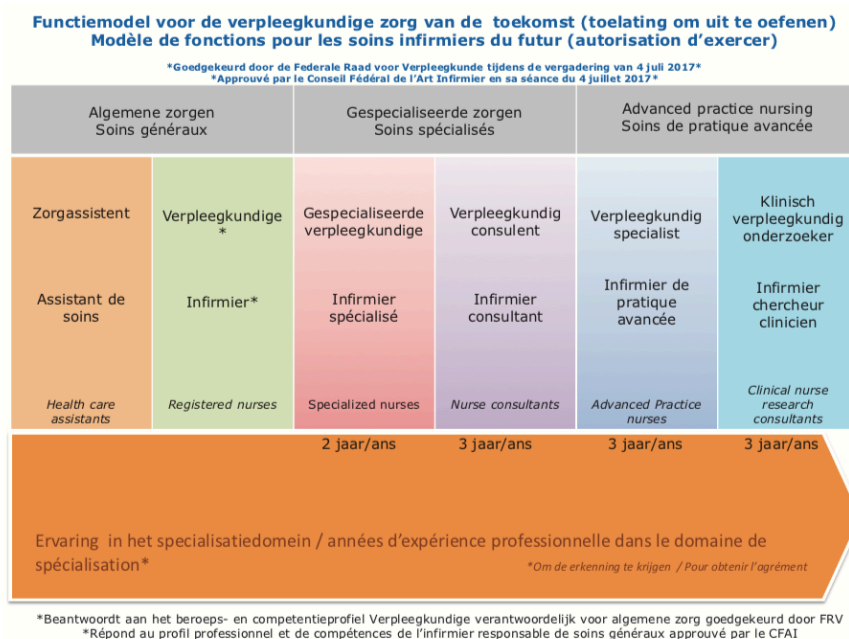 Functiemodel voor de verpleegkundige zorg van de toekomst (toelating om uit te oefenen)
Modèle de fonctions pour les soins infirmiers du futur (autorisation d’exercer)
*Goedgekeurd door de Federale Raad voor Verpleegkunde tijdens de vergadering van 4 juli 2017*
*Approuvé par le Conseil Fédéral de l’Art Infirmier en sa séance du 4 juillet 2017*
Algemene zorgen
Soins généraux
Gespecialiseerde zorgen
Soins spécialisés
Advanced practice nursing
Soins de pratique avancée
Zorgassistent
Assistant de
soins
Health care
assistants
Verpleegkundige
*
Infirmier*
Registered nurses
Gespecialiseerde
verpleegkundige
Infirmier
spécialisé
Specialized nurses
Verpleegkundig
consulent
Infirmier
consultant
Nurse consultants
Verpleegkundig
specialist
Infirmier de
pratique
avancée
Advanced Practice
nurses
Klinisch
verpleegkundig
onderzoeker
Infirmier
chercheur
clinicien
Clinical nurse
research
consultants
2 jaar/ans
3 jaar/ans
3 jaar/ans
3 jaar/ans
Ervaring in het specialisatiedomein / années d’expérience professionnelle dans le domaine de
spécialisation*
*Om de erkenning te krijgen / Pour obtenir l’agrément
*Beantwoordt aan het beroeps- en competentieprofiel Verpleegkundige verantwoordelijk voor algemene zorg goedgekeurd door FRV
*Répond au profil professionnel et de compétences de l’infirmier responsable de soins généraux approuvé par le CFAI